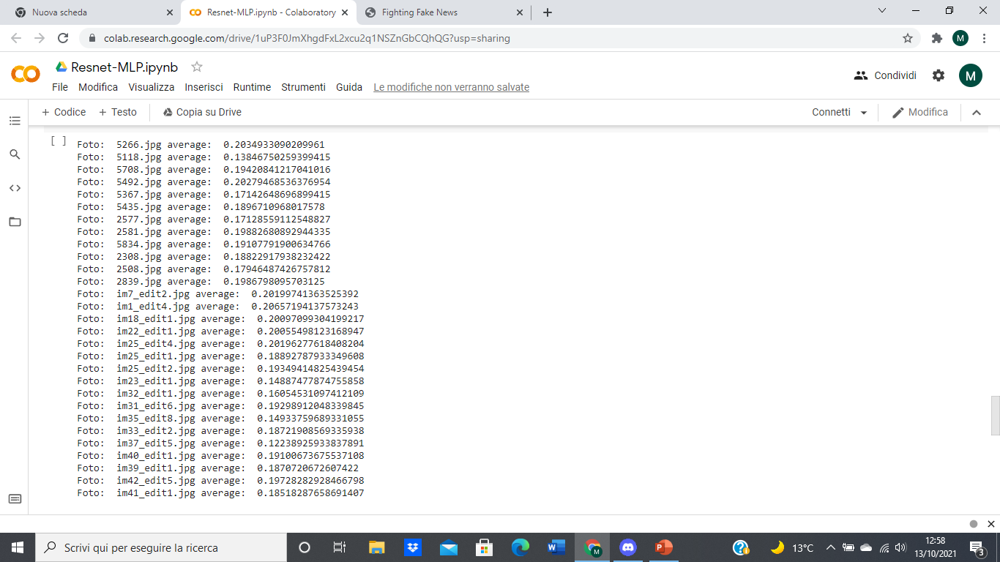 Nuova scheda
Resnet-MLP.ipynb - Colaboratory
Fighting Fake News
colab.research.google.com/drive/1uP3F0JmXhgdFxL2xcu2q1NSZnGbCQhQG?usp=sharing
M
Resnet-MLP.ipynb
File Modifica Visualizza Inserisci Runtime Strumenti Guida Le modifiche non verranno salvate
Condividi
M
+ Codice + Testo Copia su Drive
Connetti Modifica
[ ]
Foto: 5266.jpg average: 0.2034933090209961
Foto: 5118.jpg average: 0.13846750259399415
Foto: 5708.jpg average: 0.19420841217041016
Foto: 5492.jpg average: 0.20279468536376954
Foto: 5367.jpg average: 0.17142648696899415
Foto: 5435.jpg average: 0.1896710968017578
Foto: 2577.jpg average: 0.17128559112548827
Foto: 2581.jpg average: 0.19882680892944335
Foto: 5834.jpg average: 0.19107791900634766
Foto: 2308.jpg average: 0.18822917938232422
Foto: 2508.jpg average: 0.17946487426757812
Foto: 2839.jpg average: 0.1986798095703125
Foto: im7_edit2.jpg average: 0.20199741363525392
Foto: im1_edit4.jpg average: 0.20657194137573243
Foto: im18_edit1.jpg average: 0.20097099304199217
Foto: im22_edit1.jpg average: 0.20055498123168947
Foto: im25_edit4.jpg average: 0.20196277618408204
Foto: im25_edit1.jpg average: 0.18892787933349608
Foto: im25_edit2.jpg average: 0.19349414825439454
Foto: im23_edit1.jpg average: 0.14887477874755858
Foto: im32_edit1.jpg average: 0.16054531097412109
Foto: im31_edit6.jpg average: 0.19298912048339845
Foto: im35_edit8.jpg average: 0.14933759689331055
Foto: im33_edit2.jpg average: 0.18721908569335938
Foto: im37_edit5.jpg average: 0.12238925933837891
Foto: im40_edit1.jpg average: 0.19100673675537108
Foto: im39_edit1.jpg average: 0.1870720672607422
Foto: im42_edit5.jpg average: 0.19728282928466798
Foto: im41_edit1.jpg average: 0.18518287658691407
Scrivi qui per eseguire la ricerca
13°C
12:58
13/10/2021
3